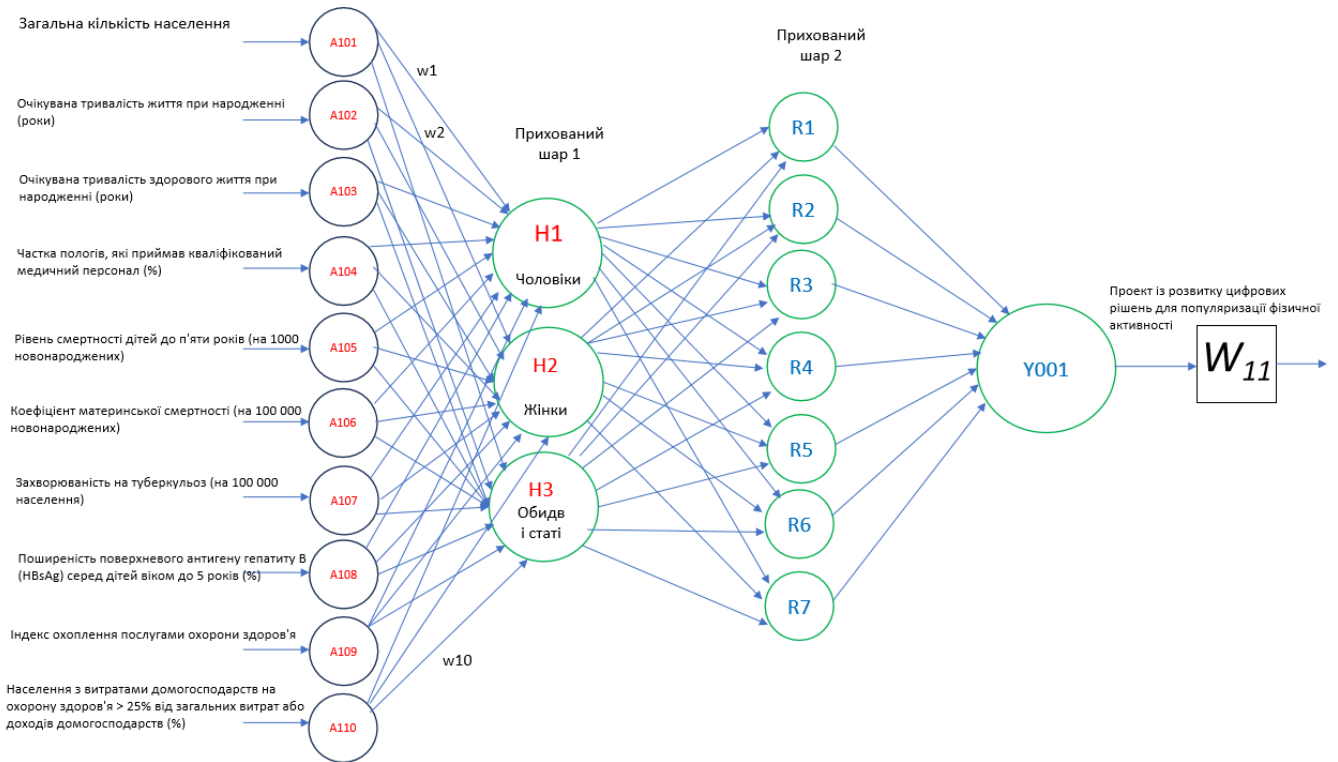 Загальна кількість населення
A101
w1
Очікувана тривалість життя при народженні
(роки)
A102
w2
Очікувана тривалість здорового життя при
народженні (роки)
A103
Частка пологів, які приймав кваліфікований
медичний персонал (%)
A104
Рівень смертності дітей до п'яти років (на 1000
новонароджених)
A105
Коефіцієнт материнської смертності (на 100 000
новонароджених)
A106
Захворюваність на туберкульоз (на 100 000
населення)
A107
Поширеність поверхневого антигену гепатиту B
(HBsAg) серед дітей віком до 5 років (%)
A108
Індекс охоплення послугами охорони здоров'я
A109
w10
Населення з витратами домогосподарств на
охорону здоров'я > 25% від загальних витрат або
доходів домогосподарств (%)
A110
Прихований
шар 1
H1
Чоловіки
H2
Жінки
H3
Обидв
і статі
Прихований
шар 2
R1
R2
R3
R4
R5
R6
R7
Y001
Проект із розвитку цифрових
рішень для популяризації фізичної
активності
W11